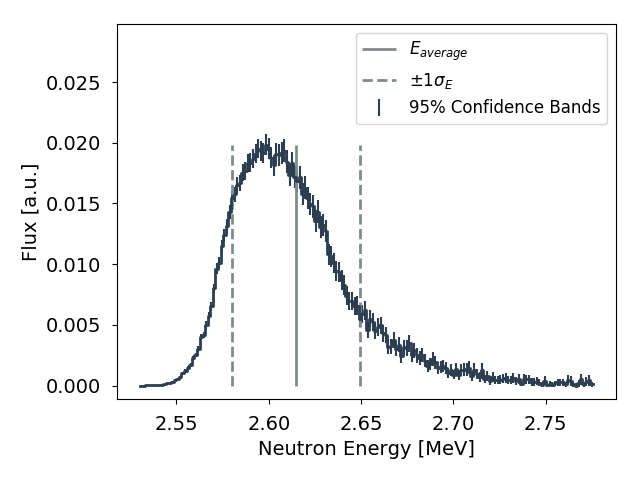 E_average
±1σ_E
95% Confidence Bands
0.025
0.020
0.015
0.010
0.005
0.000
Flux [a.u.]
2.55 2.60 2.65 2.70 2.75
Neutron Energy [MeV]